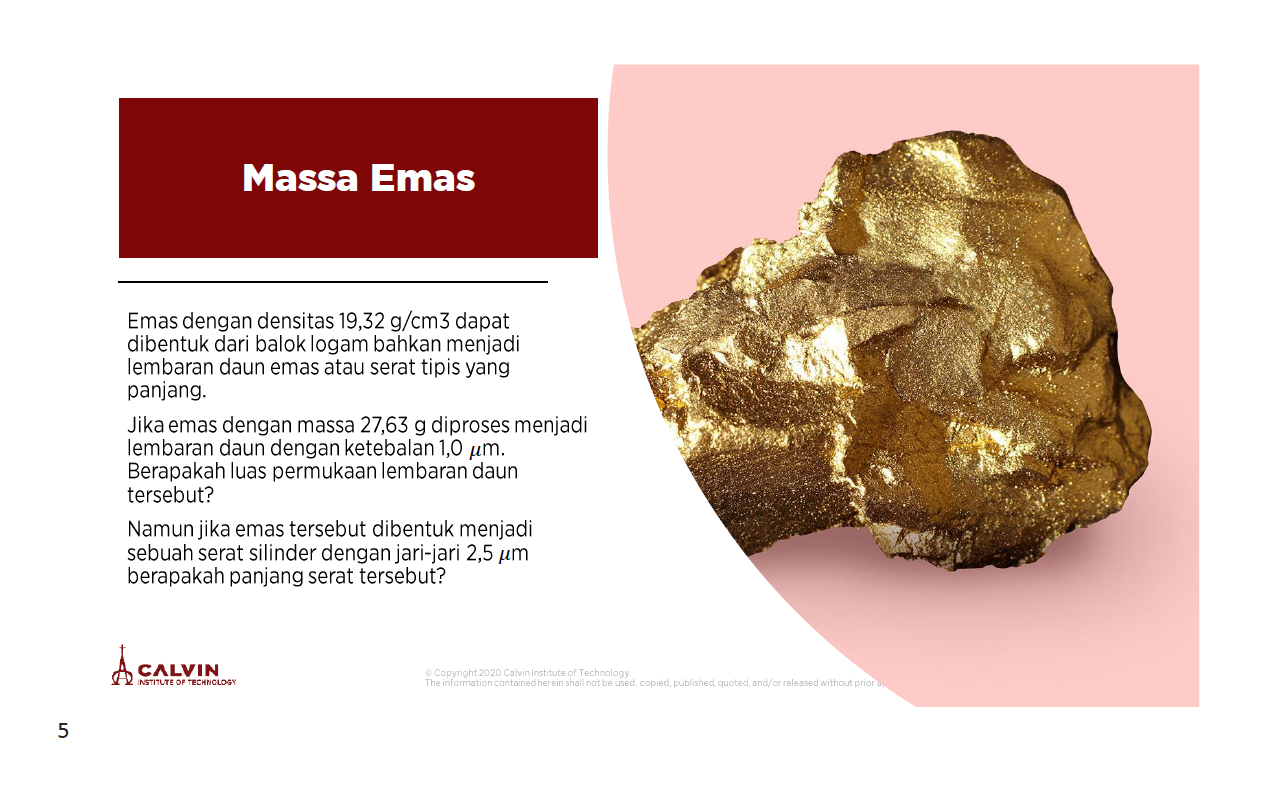 Massa Emas
Emas dengan densitas 19,32 g/cm3 dapat
dibentuk dari balok logam bahkan menjadi
lembaran daun emas atau serat tipis yang
panjang.
Jika emas dengan massa 27,63 g diproses menjadi
lembaran daun dengan ketebalan 1,0 𝜇m.
Berapakah luas permukaan lembaran daun
tersebut?
Namun jika emas tersebut dibentuk menjadi
sebuah serat silinder dengan jari-jari 2,5 𝜇m
berapakah panjang serat tersebut?
CALVIN
INSTITUTE OF TECHNOLOGY
© Copyright 2020 Calvin Institute of Technology.
The information contained herein shall not be used, copied, published, quoted, and/or released without prior
5